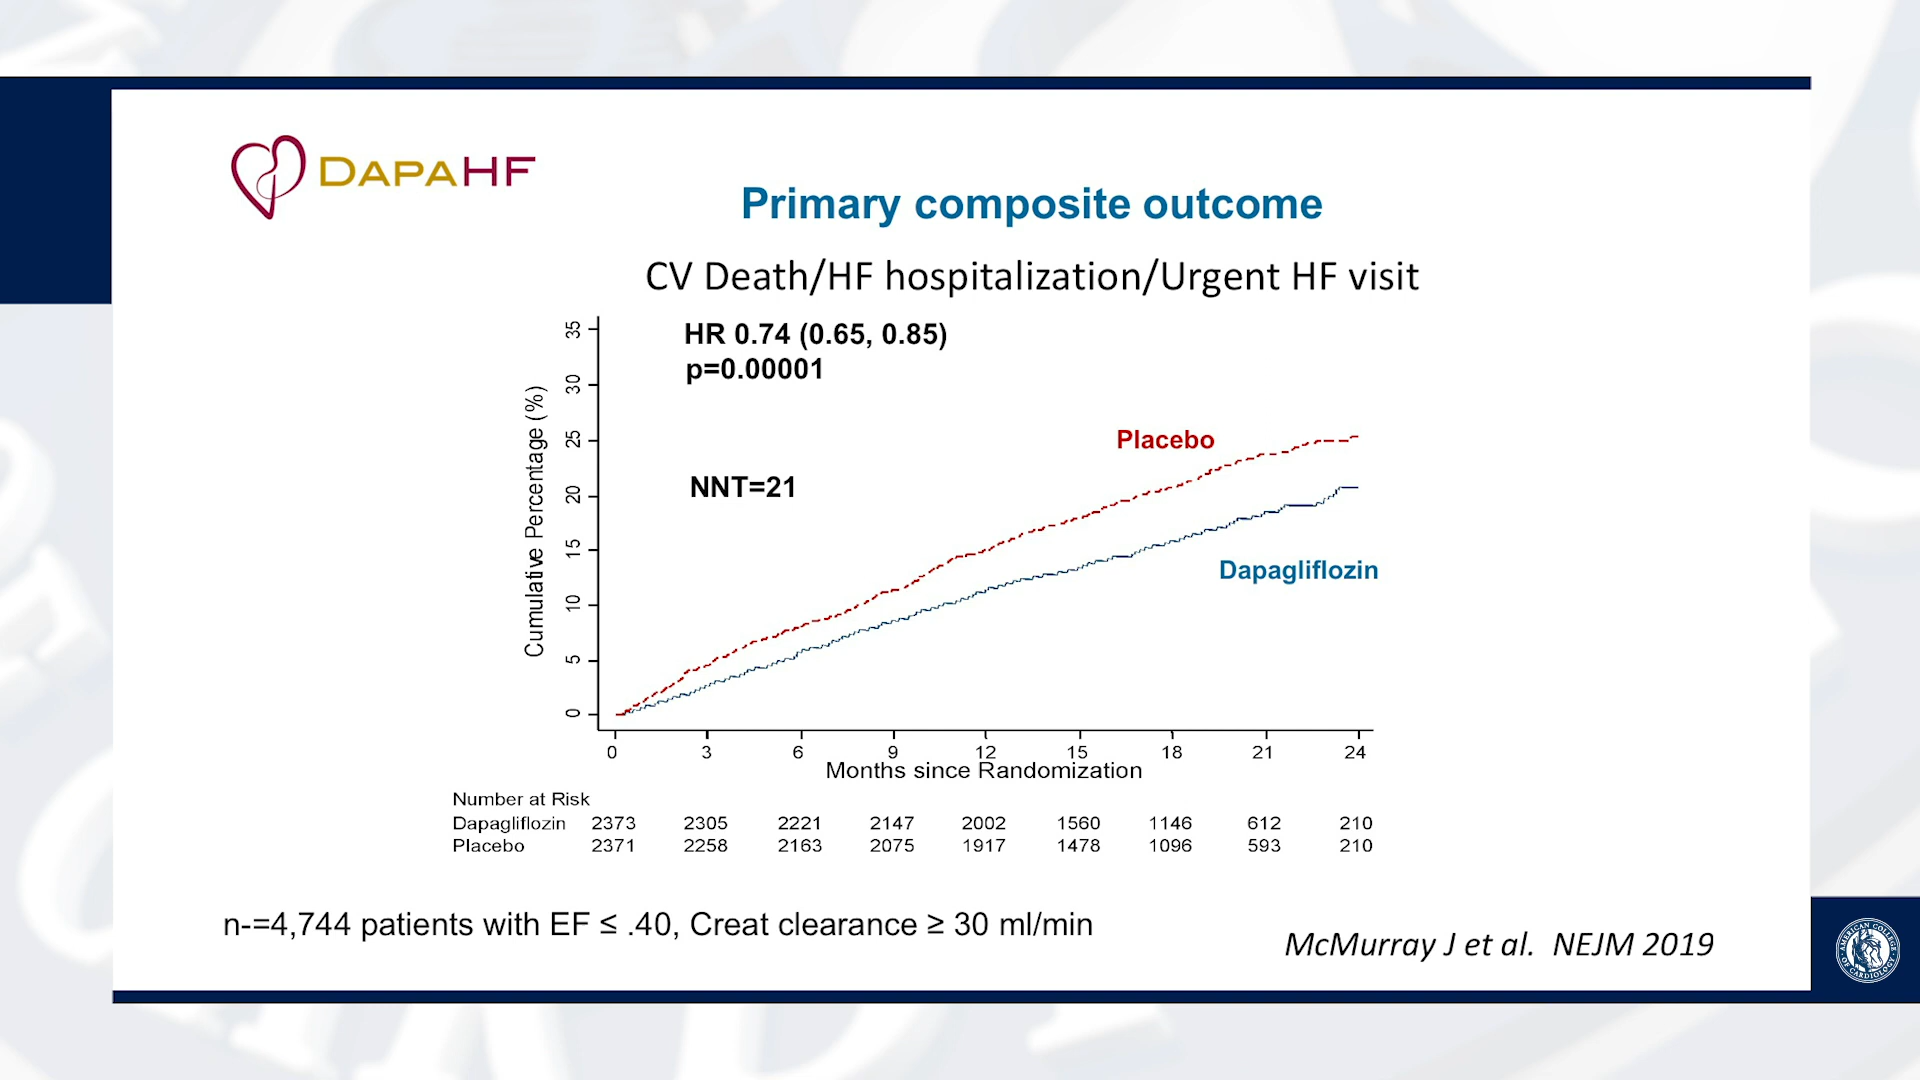 DAPAHF
Primary composite outcome
CV Death/HF hospitalization/Urgent HF visit
HR 0.74 (0.65, 0.85)
p=0.00001
NNT=21
Placebo
Dapagliflozin
Cumulative Percentage (%)
35
30
25
20
15
10
5
0
0 3 6 9 12 15 18 21 24
Months since Randomization
Number at Risk
Dapagliflozin 2373 2305 2221 2147 2002 1560 1146 612 210
Placebo 2371 2258 2163 2075 1917 1478 1096 593 210
n-=4,744 patients with EF ≤ .40, Creat clearance ≥ 30 ml/min
McMurray J et al. NEJM 2019
AMERICAN COLLEGE OF CARDIOLOGY